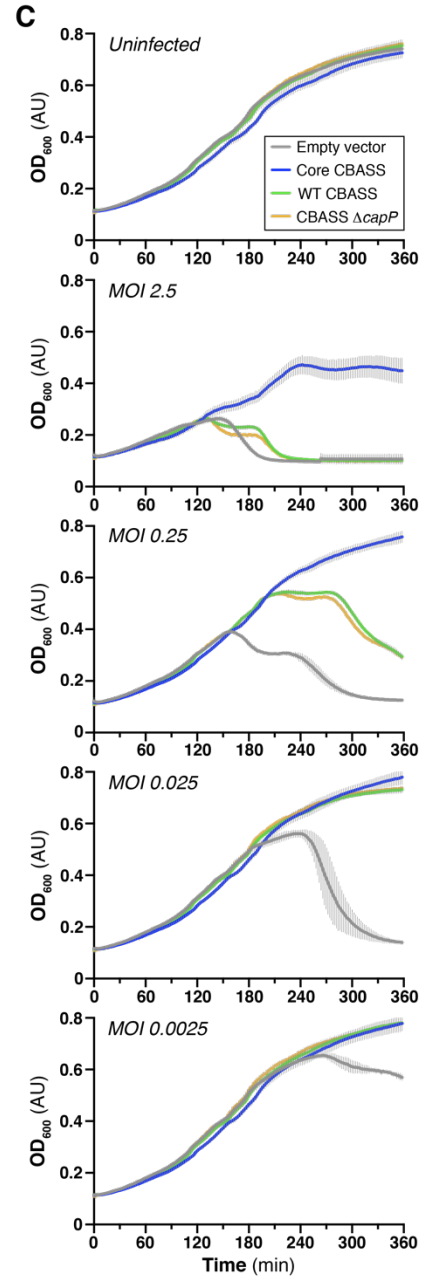 C
Uninfected
0.8
0.6
0.4
0.2
0
OD600 (AU)
Empty vector
Core CBASS
WT CBASS
CBASS ΔcapP
0 60 120 180 240 300 360
MOI 2.5
0.8
0.6
0.4
0.2
0
OD600 (AU)
0 60 120 180 240 300 360
MOI 0.25
0.8
0.6
0.4
0.2
0
OD600 (AU)
0 60 120 180 240 300 360
MOI 0.025
0.8
0.6
0.4
0.2
0
OD600 (AU)
0 60 120 180 240 300 360
MOI 0.0025
0.8
0.6
0.4
0.2
0
OD600 (AU)
0 60 120 180 240 300 360
Time (min)